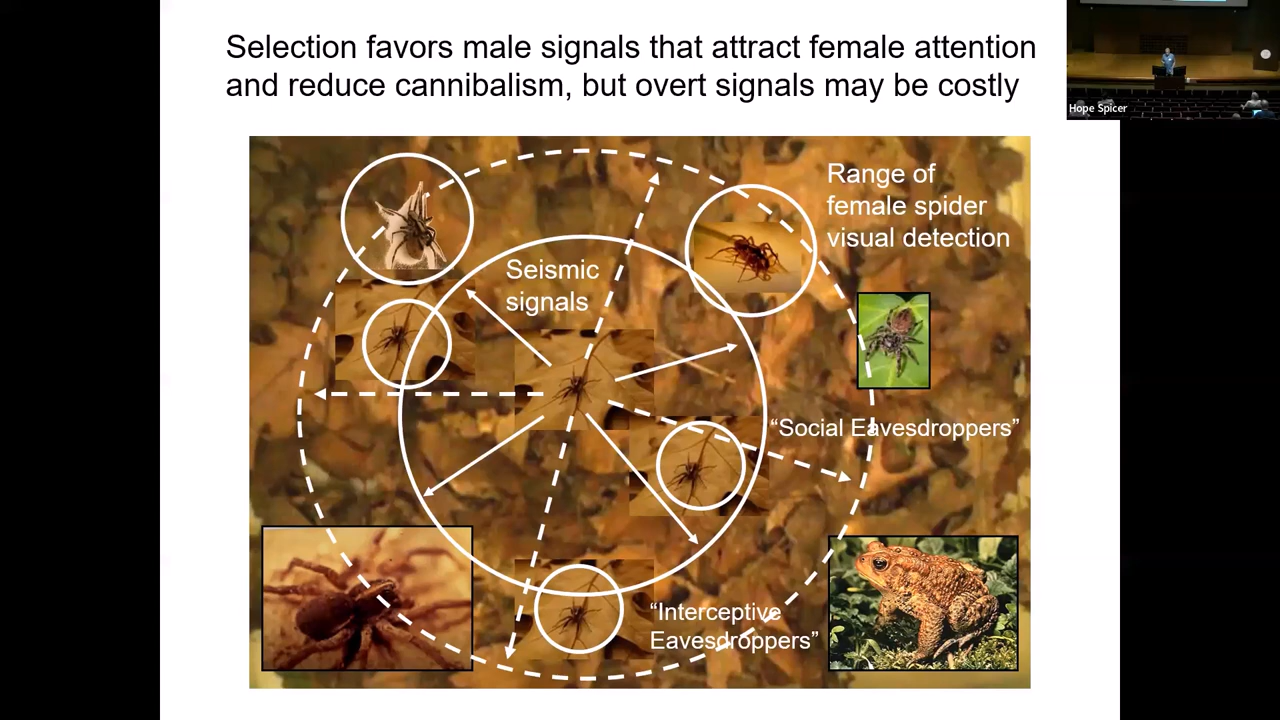 Selection favors male signals that attract female attention
and reduce cannibalism, but overt signals may be costly
Hope Spicer
Range of
female spider
visual detection
Seismic
signals
“Social Eavesdroppers”
“Interceptive
Eavesdroppers”